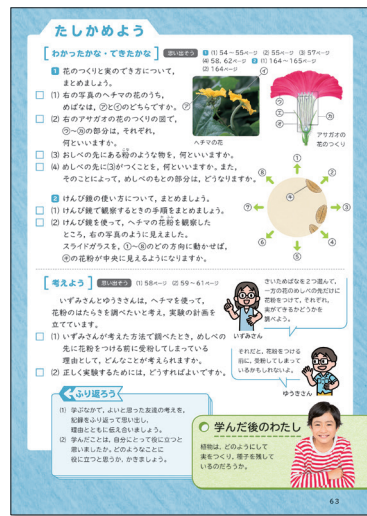 たしかめよう
[わかったかな・できたかな] 思い出そう 1 (1) 54～55ページ (2) 55ページ (3) 57ページ
(4) 58、62ページ 2 (1) 164～165ページ
(2) 164ページ
1 花のつくりと実のでき方について、
まとめましょう。
(1) 右の写真のヘチマの花のうち、
めばなは、㋐と㋑のどちらですか。
(2) 右のアサガオの花のつくりの図で、
㋒～㋕の部分は、それぞれ、
何といいますか。
(3) おしべの先にある粉のような物を、何といいますか。
(4) めしべの先に(3)がつくことを、何といいますか。また、
そのことによって、めしべのもとの部分は、どうなりますか。
㋐
㋑
ヘチマの花
㋒
㋓
㋔
㋕
アサガオの
花のつくり
2 けんび鏡の使い方について、まとめましょう。
(1) けんび鏡で観察するときの手順をまとめましょう。
(2) けんび鏡を使って、ヘチマの花粉を観察した
ところ、右の写真のように見えました。
スライドガラスを、①～⑧のどの方向に動かせば、
㋖の花粉が中央に見えるようになりますか。
①
②
③
④
⑤
⑥
⑦
⑧
㋖
[考えよう] 思い出そう (1) 58ページ (2) 59～61ページ
いずみさんとゆうきさんは、ヘチマを使って、
花粉のはたらきを調べたいと考え、実験の計画を
立てています。
(1) いずみさんが考えた方法で調べたとき、めしべの
先に花粉をつける前に受粉してしまっている
理由として、どんなことが考えられますか。
(2) 正しく実験するためには、どうすればよいですか。
さいためばなを2つ選んで、
一方の花のめしべの先だけに
花粉をつけて、それぞれ、
実ができるかどうかを
調べよう。
いずみさん
それだと、花粉をつける
前に、受粉してしまって
いるかもしれないよ。
ゆうきさん
ふり返ろう
(1) 学ぶなかで、よいと思った友達の考えを、
記録をふり返って思い出し、
理由とともに伝え合いましょう。
(2) 学んだことは、自分にとって役に立つと
思いましたか。どのようなことに
役に立つと思うか、かきましょう。
学んだ後のわたし
植物は、どのようにして
実をつくり、種子を残して
いるのだろうか。
63